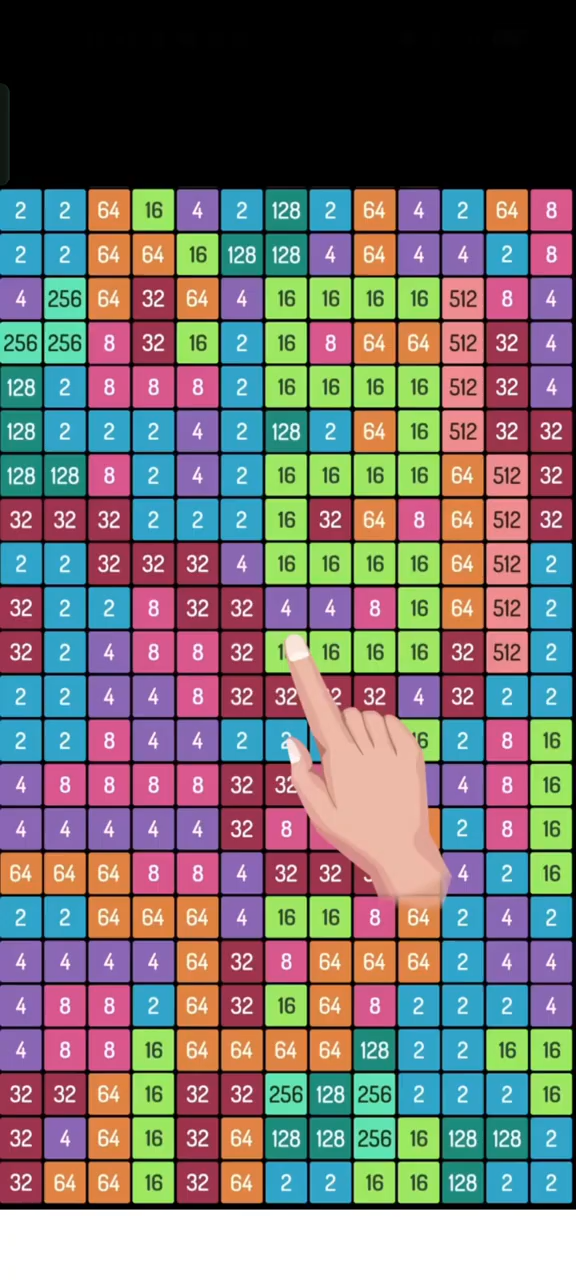 2 2 64 16 4 2 128 2 64 4 2 64 8
2 2 64 64 16 128 128 4 64 4 4 2 8
4 256 64 32 64 4 16 16 16 16 512 8 4
256 256 8 32 16 2 16 8 64 64 512 32 4
128 2 8 8 8 2 16 16 16 16 512 32 4
128 2 2 2 4 2 128 2 64 16 512 32 32
128 128 8 2 4 2 16 16 16 16 64 512 32
32 32 32 2 2 2 16 32 64 8 64 512 32
2 2 32 32 32 4 16 16 16 16 64 512 2
32 2 2 8 32 32 4 4 8 16 64 512 2
32 2 4 8 8 32 16 16 16 32 512 2
2 2 4 4 8 32 32 32 4 32 2 2
2 2 8 4 4 2 2 2 8 16
4 8 8 8 8 32 32 4 8 16
4 4 4 4 4 32 8 2 8 16
64 64 64 8 8 4 32 32 4 2 16
2 2 64 64 64 4 16 16 8 64 2 4 2
4 4 4 4 64 32 8 64 64 64 2 4 4
4 8 8 2 64 32 16 64 8 2 2 2 4
4 8 8 16 64 64 64 64 128 2 2 16 16
32 32 64 16 32 32 256 128 256 2 2 2 16
32 4 64 16 32 64 128 128 256 16 128 128 2
32 64 64 16 32 64 2 2 16 16 128 2 2